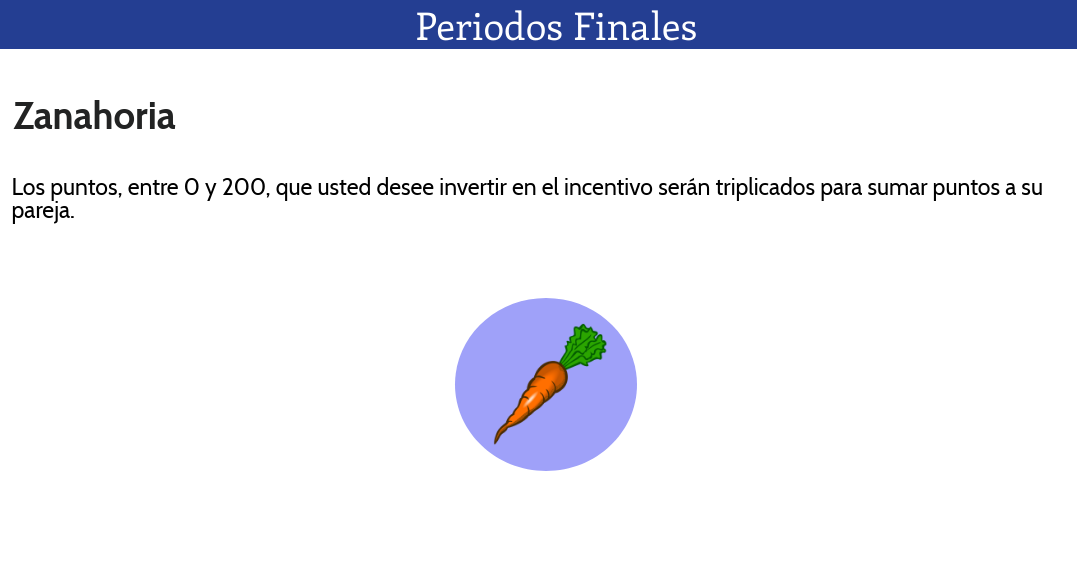 Periodos Finales
Zanahoria
Los puntos, entre 0 y 200, que usted desee invertir en el incentivo serán triplicados para sumar puntos a su
pareja.